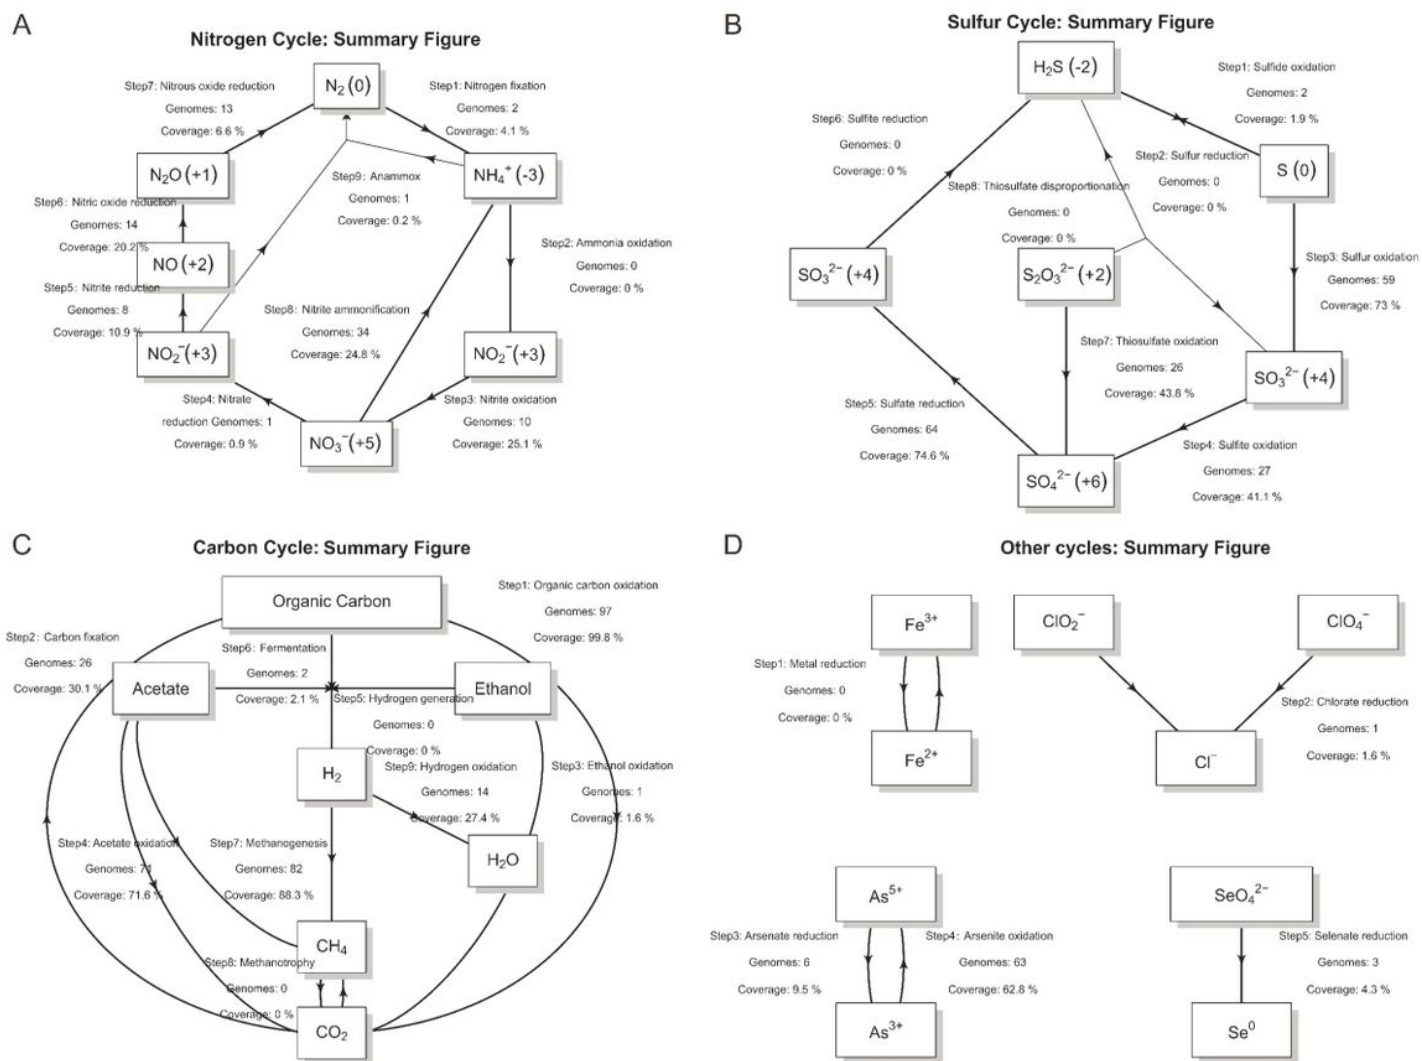 A
Nitrogen Cycle: Summary Figure
N₂(0)
Step7: Nitrous oxide reduction
Genomes: 13
Coverage: 6.6 %
Step1: Nitrogen fixation
Genomes: 2
Coverage: 4.1 %
N₂O(+1)
NH₄⁺(-3)
Step9: Anammox
Genomes: 1
Coverage: 0.2 %
Step6: Nitric oxide reduction
Genomes: 14
Coverage: 20.2 %
NO(+2)
Step2: Ammonia oxidation
Genomes: 0
Coverage: 0 %
Step5: Nitrite reduction
Genomes: 8
Coverage: 10.9 %
Step8: Nitrite ammonification
Genomes: 34
Coverage: 24.8 %
NO₂⁻(+3)
NO₂⁻(+3)
Step4: Nitrate
reduction Genomes: 1
Coverage: 0.9 %
Step3: Nitrite oxidation
Genomes: 10
Coverage: 25.1 %
NO₃⁻(+5)
B
Sulfur Cycle: Summary Figure
H₂S(-2)
Step1: Sulfide oxidation
Genomes: 2
Coverage: 1.9 %
Step6: Sulfite reduction
Genomes: 0
Coverage: 0 %
Step2: Sulfur reduction
Genomes: 0
Coverage: 0 %
S(0)
Step8: Thiosulfate disproportionation
Genomes: 0
Coverage: 0 %
SO₃²⁻(+4)
S₂O₃²⁻(+2)
Step3: Sulfur oxidation
Genomes: 59
Coverage: 73 %
Step7: Thiosulfate oxidation
Genomes: 26
Coverage: 43.8 %
SO₃²⁻(+4)
Step5: Sulfate reduction
Genomes: 64
Coverage: 74.6 %
Step4: Sulfite oxidation
Genomes: 27
Coverage: 41.1 %
SO₄²⁻(+6)
C
Carbon Cycle: Summary Figure
Organic Carbon
Step1: Organic carbon oxidation
Genomes: 97
Coverage: 99.8 %
Step2: Carbon fixation
Genomes: 26
Coverage: 30.1 %
Step6: Fermentation
Genomes: 2
Coverage: 2.1 %
Acetate
Ethanol
Step5: Hydrogen generation
Genomes: 0
Coverage: 0 %
H₂
Step9: Hydrogen oxidation
Genomes: 14
Coverage: 27.4 %
Step3: Ethanol oxidation
Genomes: 1
Coverage: 1.6 %
Step4: Acetate oxidation
Genomes: 71
Coverage: 71.6 %
Step7: Methanogenesis
Genomes: 82
Coverage: 88.3 %
H₂O
CH₄
Step8: Methanotrophy
Genomes: 0
Coverage: 0 %
CO₂
D
Other cycles: Summary Figure
Fe³⁺
Step1: Metal reduction
Genomes: 0
Coverage: 0 %
Fe²⁺
ClO₂⁻
ClO₄⁻
Step2: Chlorate reduction
Genomes: 1
Coverage: 1.6 %
Cl⁻
As⁵⁺
Step3: Arsenate reduction
Genomes: 6
Coverage: 9.5 %
Step4: Arsenite oxidation
Genomes: 63
Coverage: 62.8 %
As³⁺
SeO₄²⁻
Step5: Selenate reduction
Genomes: 3
Coverage: 4.3 %
Se⁰